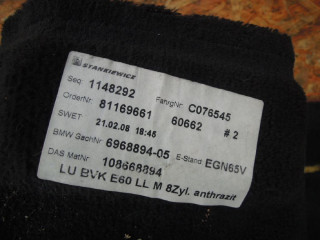 STANKIEWICZ
Seq 1148292 FahrgNr C076545
OrderNr. 81169661 60662 # 2
SWET 21.02.08 18:45
BMW SachNr 6968894-05 E-Stand: EGN65V
DAS MatNr 108668894
LU BVK E60 LL M 8Zyl. anthrazit